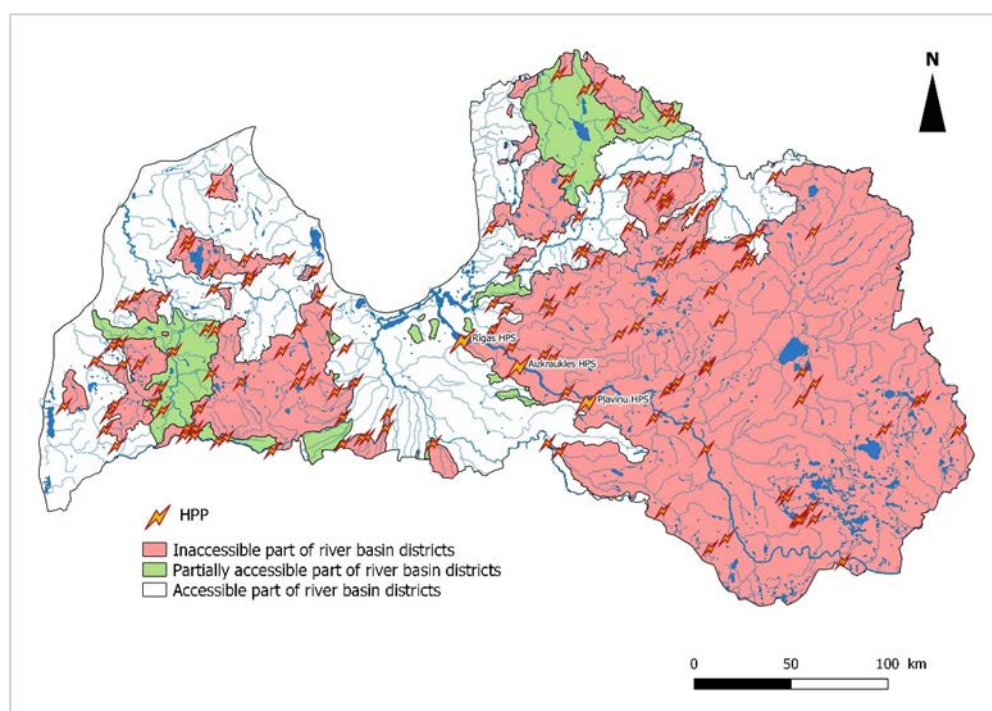 N
Rīgas HPS
Aizkraukles HPS
Pļaviņu HPS
HPP
Inaccessible part of river basin districts
Partially accessible part of river basin districts
Accessible part of river basin districts
0 50 100 km